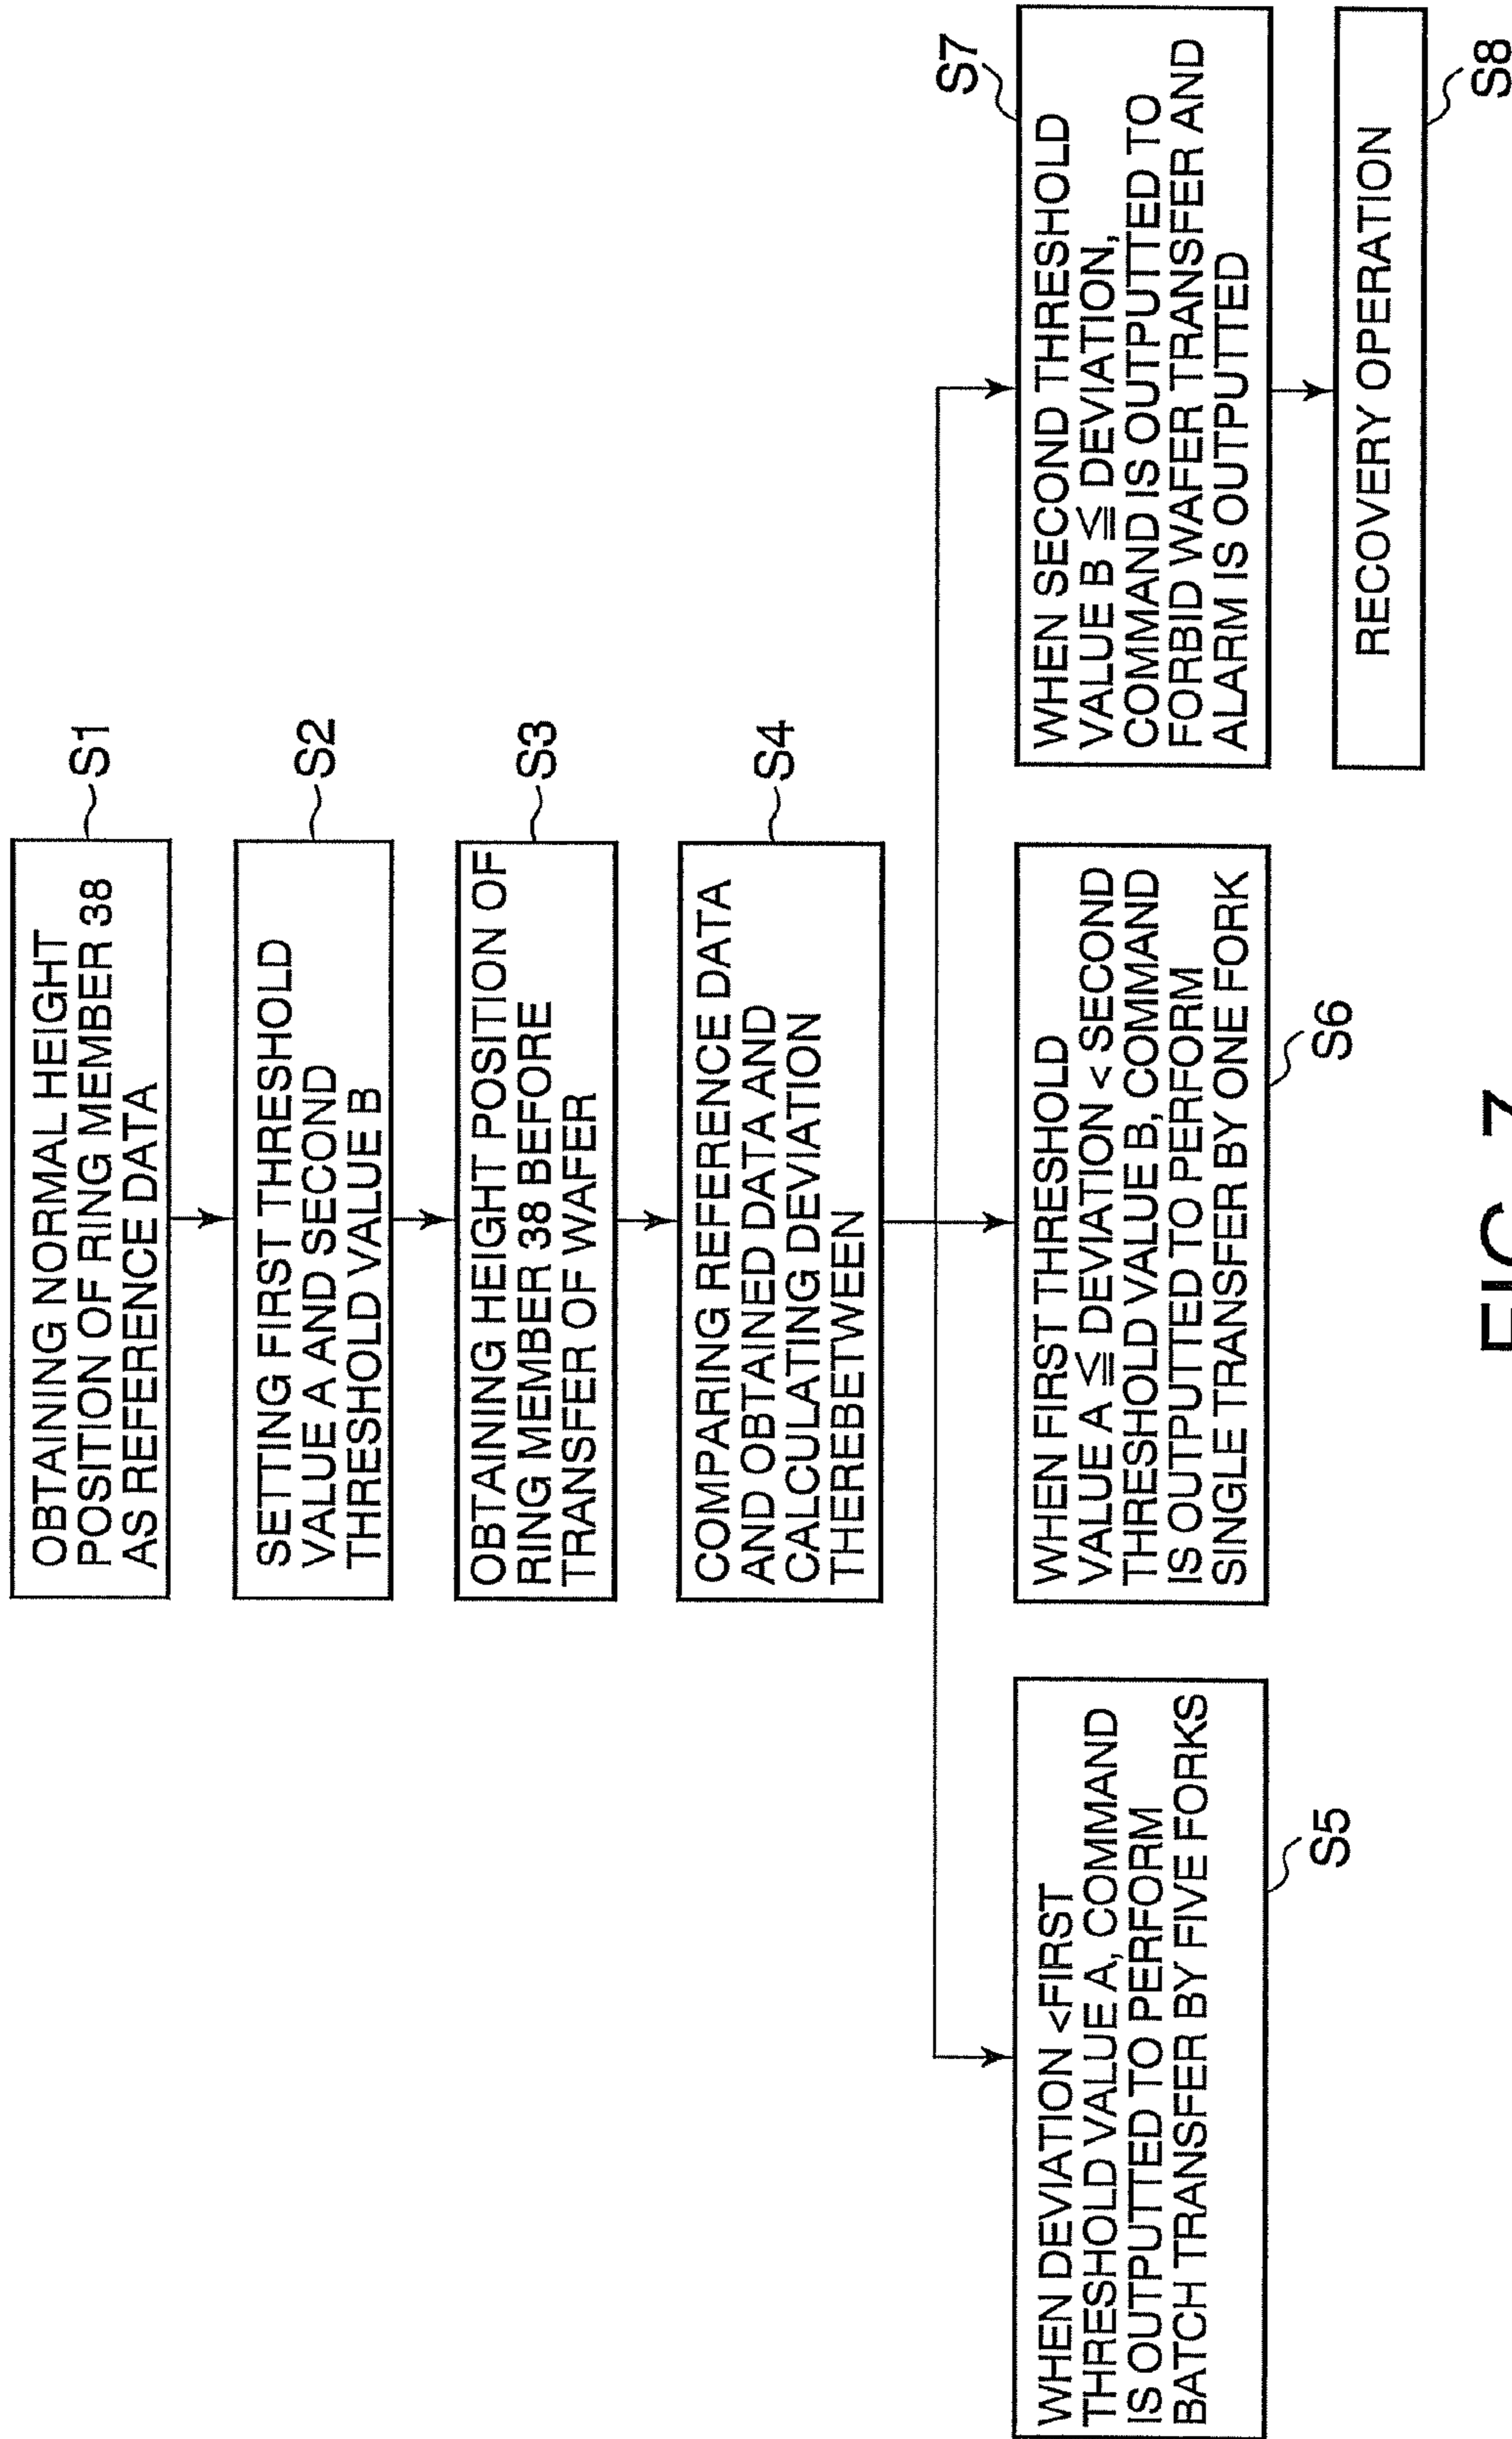 OBTAINING NORMAL HEIGHT
POSITION OF RING MEMBER 38
AS REFERENCE DATA
S1
SETTING FIRST THRESHOLD
VALUE A AND SECOND
THRESHOLD VALUE B
S2
OBTAINING HEIGHT POSITION OF
RING MEMBER 38 BEFORE
TRANSFER OF WAFER
S3
COMPARING REFERENCE DATA
AND OBTAINED DATA AND
CALCULATING DEVIATION
THEREBETWEEN
S4
WHEN DEVIATION <FIRST
THRESHOLD VALUE A, COMMAND
IS OUTPUTTED TO PERFORM
BATCH TRANSFER BY FIVE FORKS
S5
WHEN FIRST THRESHOLD
VALUE A ≦ DEVIATION < SECOND
THRESHOLD VALUE B, COMMAND
IS OUTPUTTED TO PERFORM
SINGLE TRANSFER BY ONE FORK
S6
WHEN SECOND THRESHOLD
VALUE B ≦ DEVIATION,
COMMAND IS OUTPUTTED TO
FORBID WAFER TRANSFER AND
ALARM IS OUTPUTTED
S7
RECOVERY OPERATION
S8
FIG. 7